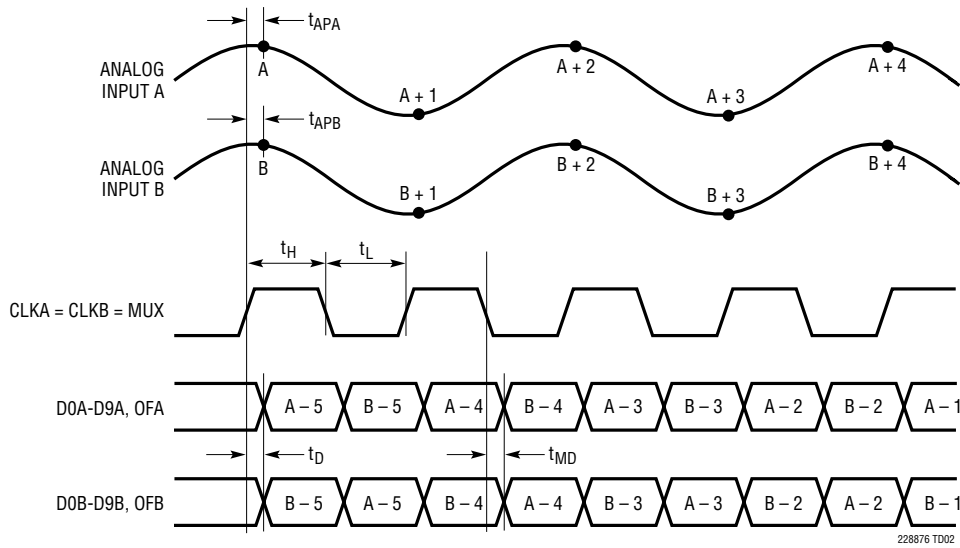 tAPA
ANALOG
INPUT A
A
A + 1
A + 2
A + 3
A + 4
tAPB
ANALOG
INPUT B
B
B + 1
B + 2
B + 3
B + 4
tH
tL
CLKA = CLKB = MUX
D0A-D9A, OFA
A – 5
B – 5
A – 4
B – 4
A – 3
B – 3
A – 2
B – 2
A – 1
tD
tMD
D0B-D9B, OFB
B – 5
A – 5
B – 4
A – 4
B – 3
A – 3
B – 2
A – 2
B – 1
228876 TD02